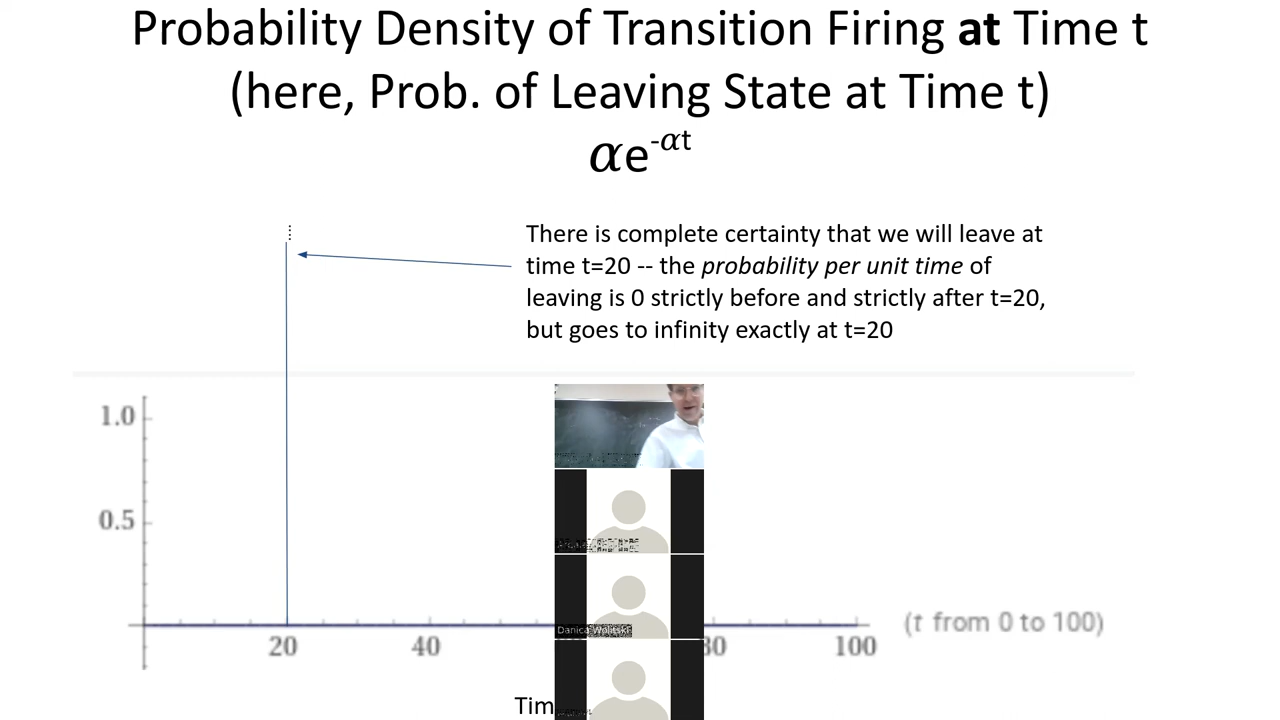 Probability Density of Transition Firing at Time t
(here, Prob. of Leaving State at Time t)
αe^-αt
There is complete certainty that we will leave at
time t=20 -- the probability per unit time of
leaving is 0 strictly before and strictly after t=20,
but goes to infinity exactly at t=20
1.0
0.5
Danica
(t from 0 to 100)
20 40 80 100
Tim